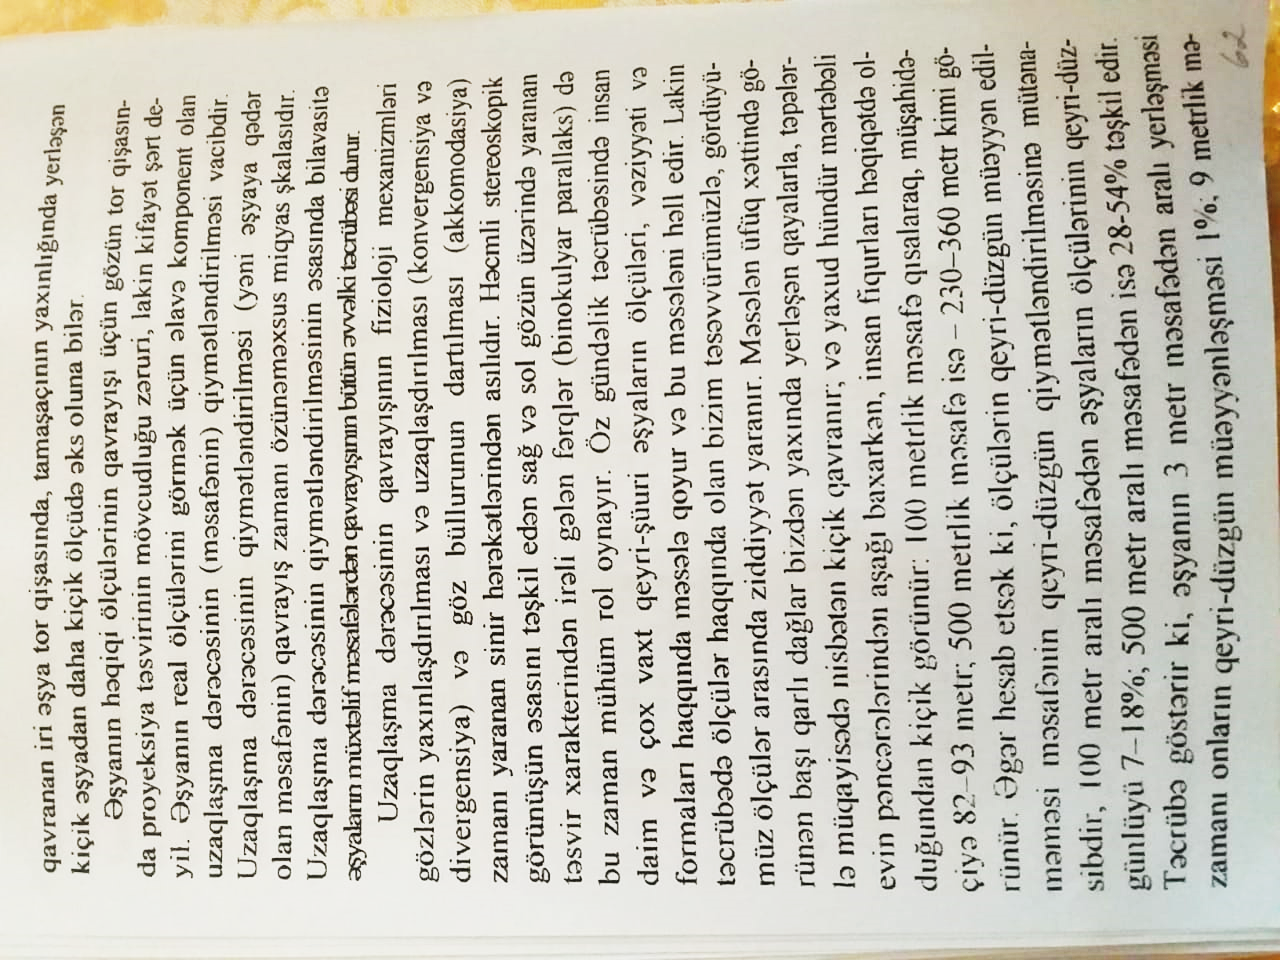 qavranan iri əşya tor qişasında, tamaşaçının yaxınlığında yerləşən
kiçik əşyadan daha kiçik ölçüdə əks oluna bilər.
Əşyanın həqiqi ölçülərinin qavrayışı üçün gözün tor qişasın-
da proyeksiya təsvirinin mövcudluğu zəruri, lakin kifayət şərt de-
yil. Əşyanın real ölçülərini görmək üçün əlavə komponent olan
uzaqlaşma dərəcəsinin (məsafənin) qiymətləndirilməsi vacibdir.
Uzaqlaşma dərəcəsinin qiymətləndirilməsi (yəni əşyaya qədər
olan məsafənin) qavrayış zamanı özünəməxsus miqyas şkalasıdır.
Uzaqlaşma dərəcəsinin qiymətləndirilməsinin əsasında bilavasitə
əşyaların müxtəlif məsafələrdən qavrayışının bütün əvvəlki təcrübəsi durur.
Uzaqlaşma dərəcəsinin qavrayışının fizioloji mexanizmləri
gözlərin yaxınlaşdırılması və uzaqlaşdırılması (konvergensiya və
divergensiya) və göz büllurunun dartılması (akkomodasiya)
zamanı yaranan sinir hərəkətlərindən asılıdır. Həcmli stereoskopik
görünüşün əsasını təşkil edən sağ və sol gözün üzərində yaranan
təsvir xarakterindən irəli gələn fərqlər (binokulyar parallaks) də
bu zaman mühüm rol oynayır. Öz gündəlik təcrübəsində insan
daim və çox vaxt qeyri-şüuri əşyaların ölçüləri, vəziyyəti və
formaları haqqında məsələ qoyur və bu məsələni həll edir. Lakin
təcrübədə ölçülər haqqında olan bizim təsəvvürümüzlə, gördüyü-
müz ölçülər arasında ziddiyyət yaranır. Məsələn üfüq xəttində gö-
rünən başı qarlı dağlar bizdən yaxında yerləşən qayalarla, təpələr-
lə müqayisədə nisbətən kiçik qavranır; və yaxud hündür mərtəbəli
evin pəncərələrindən aşağı baxarkən, insan fiqurları həqiqətdə ol-
duğundan kiçik görünür: 100 metrlik məsafə qısalaraq, müşahidə-
çiyə 82–93 metr; 500 metrlik məsafə isə – 230–360 metr kimi gö-
rünür. Əgər hesab etsək ki, ölçülərin qeyri-düzgün müəyyən edil-
məməsi məsafənin qeyri-düzgün qiymətləndirilməsinə mütəna-
sibdir, 100 metr aralı məsafədən əşyaların ölçülərinin qeyri-düz-
günlüyü 7–18%; 500 metr aralı məsafədən isə 28-54% təşkil edir.
Təcrübə göstərir ki, əşyanın 3 metr məsafədən aralı yerləşməsi
zamanı onların qeyri-düzgün müəyyənləşməsi 1%; 9 metrlik mə-
62